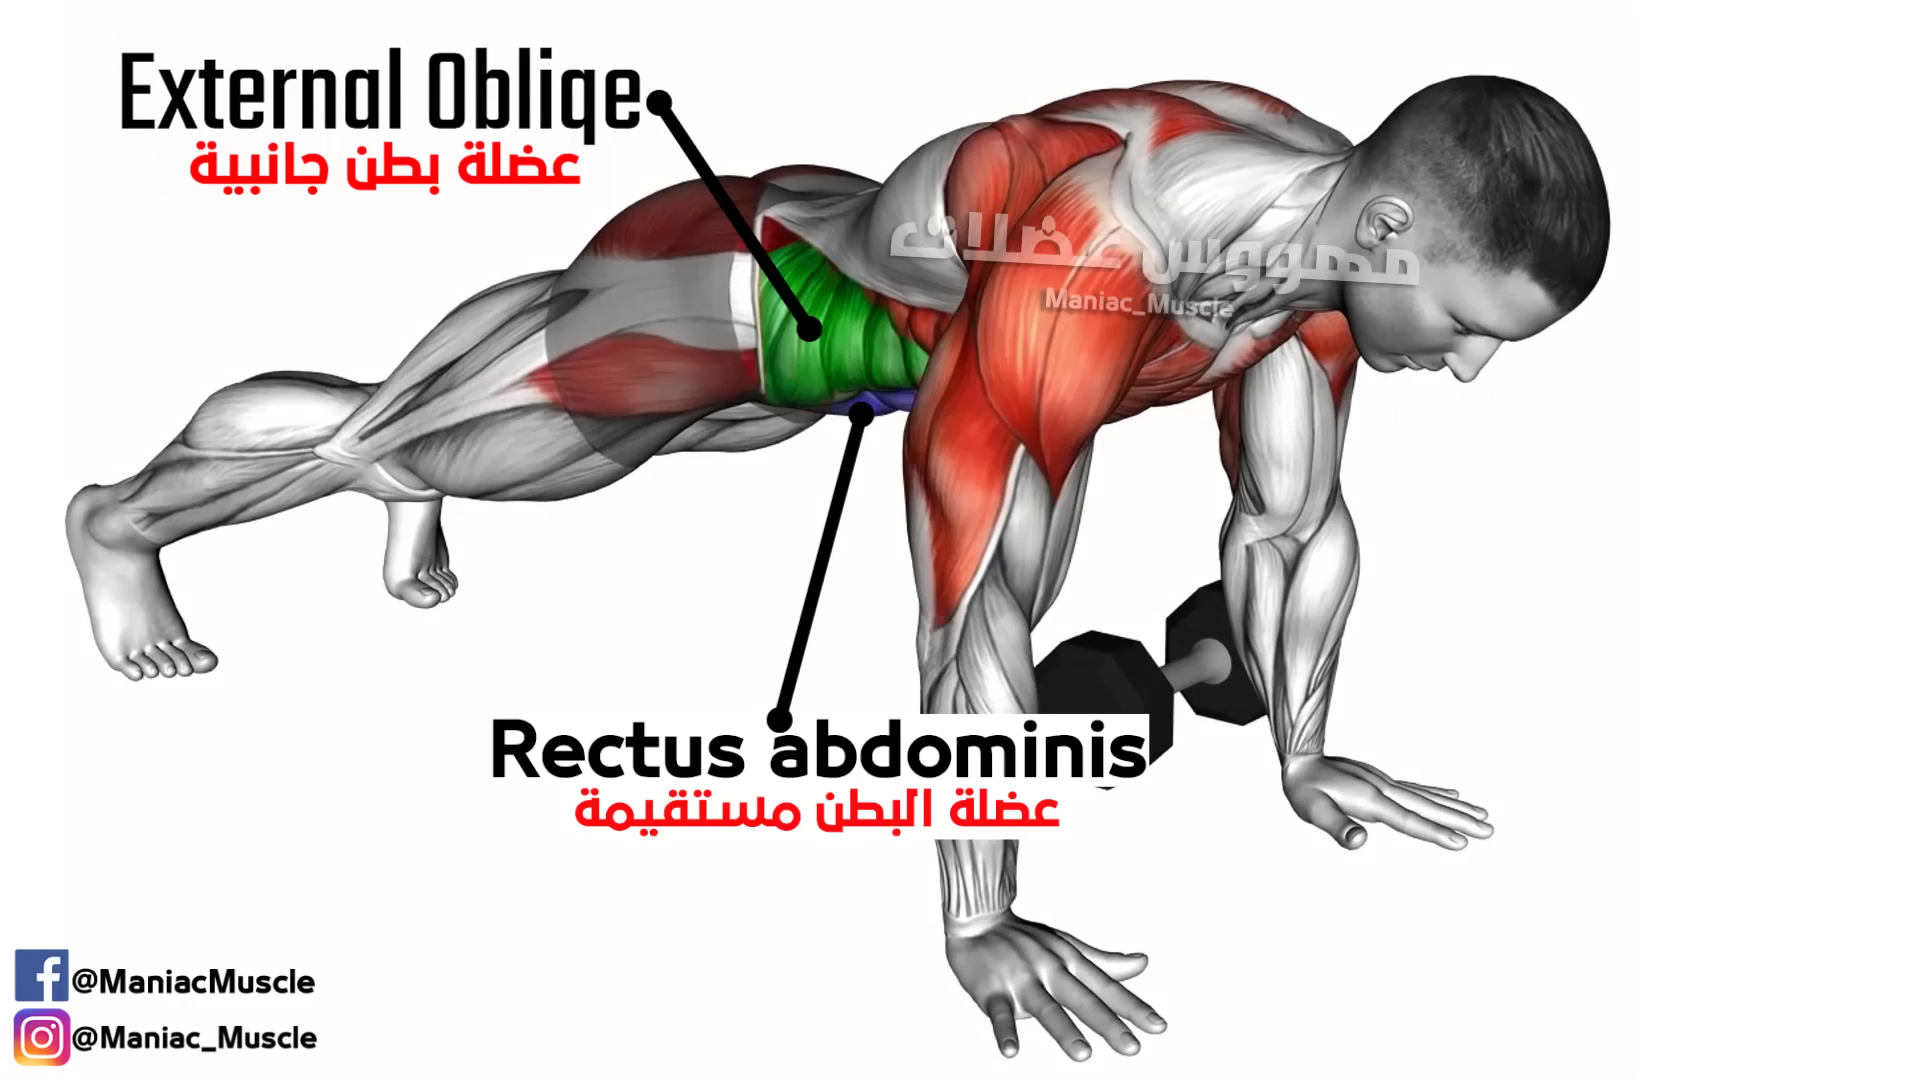 External Obliqe
عضلة بطن جانبية
مهووس عضلات
Maniac_Muscle
Rectus abdominis
عضلة البطن مستقيمة
@ManiacMuscle
@Maniac_Muscle